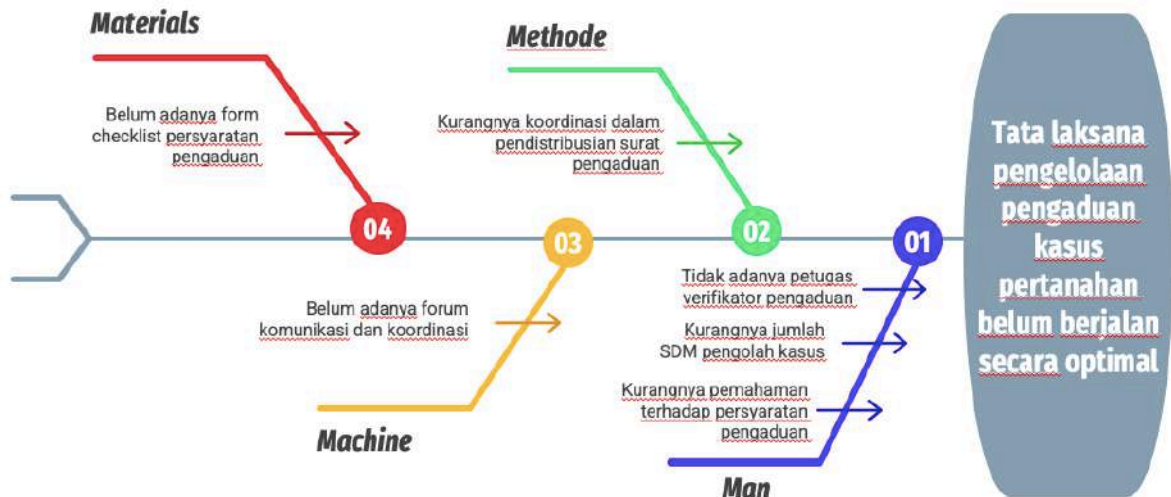 Materials
Belum adanya form
checklist persyaratan
pengaduan
04
Methode
Kurangnya koordinasi dalam
pendistribusian surat
pengaduan
02
03
Belum adanya forum
komunikasi dan koordinasi
Machine
01
Tidak adanya petugas
verifikator pengaduan
Kurangnya jumlah
SDM pengolah kasus
Kurangnya pemahaman
terhadap persyaratan
pengaduan
Man
Tata laksana
pengelolaan
pengaduan
kasus
pertanahan
belum berjalan
secara optimal